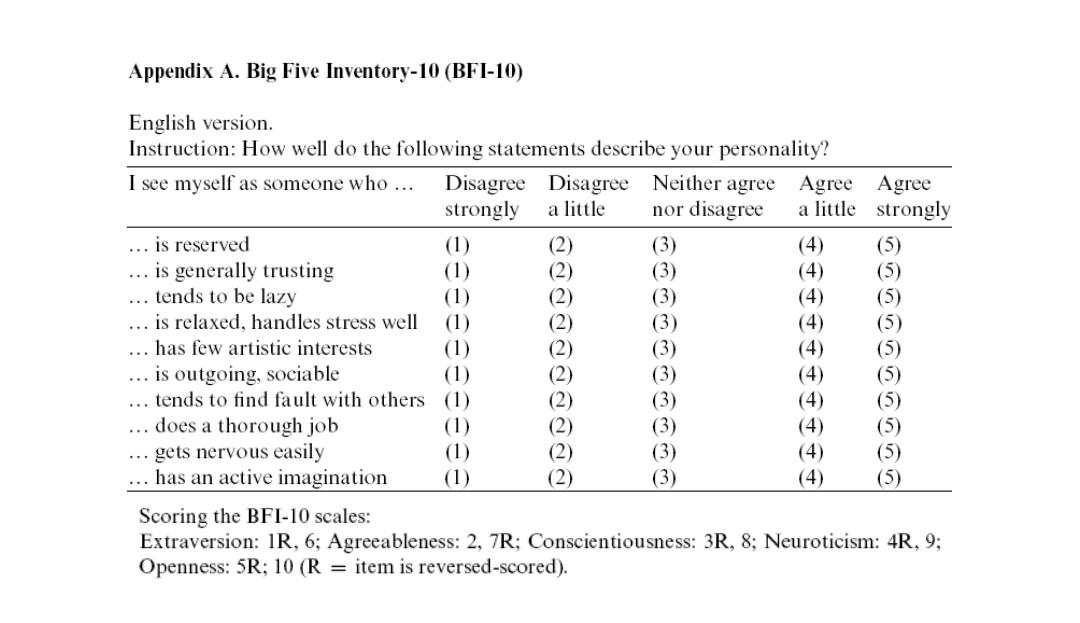 Appendix A. Big Five Inventory-10 (BFI-10)
English version.
Instruction: How well do the following statements describe your personality?
I see myself as someone who … Disagree strongly Disagree a little Neither agree nor disagree Agree a little Agree strongly
… is reserved (1) (2) (3) (4) (5)
… is generally trusting (1) (2) (3) (4) (5)
… tends to be lazy (1) (2) (3) (4) (5)
… is relaxed, handles stress well (1) (2) (3) (4) (5)
… has few artistic interests (1) (2) (3) (4) (5)
… is outgoing, sociable (1) (2) (3) (4) (5)
… tends to find fault with others (1) (2) (3) (4) (5)
… does a thorough job (1) (2) (3) (4) (5)
… gets nervous easily (1) (2) (3) (4) (5)
… has an active imagination (1) (2) (3) (4) (5)
Scoring the BFI-10 scales:
Extraversion: 1R, 6; Agreeableness: 2, 7R; Conscientiousness: 3R, 8; Neuroticism: 4R, 9;
Openness: 5R; 10 (R = item is reversed-scored).